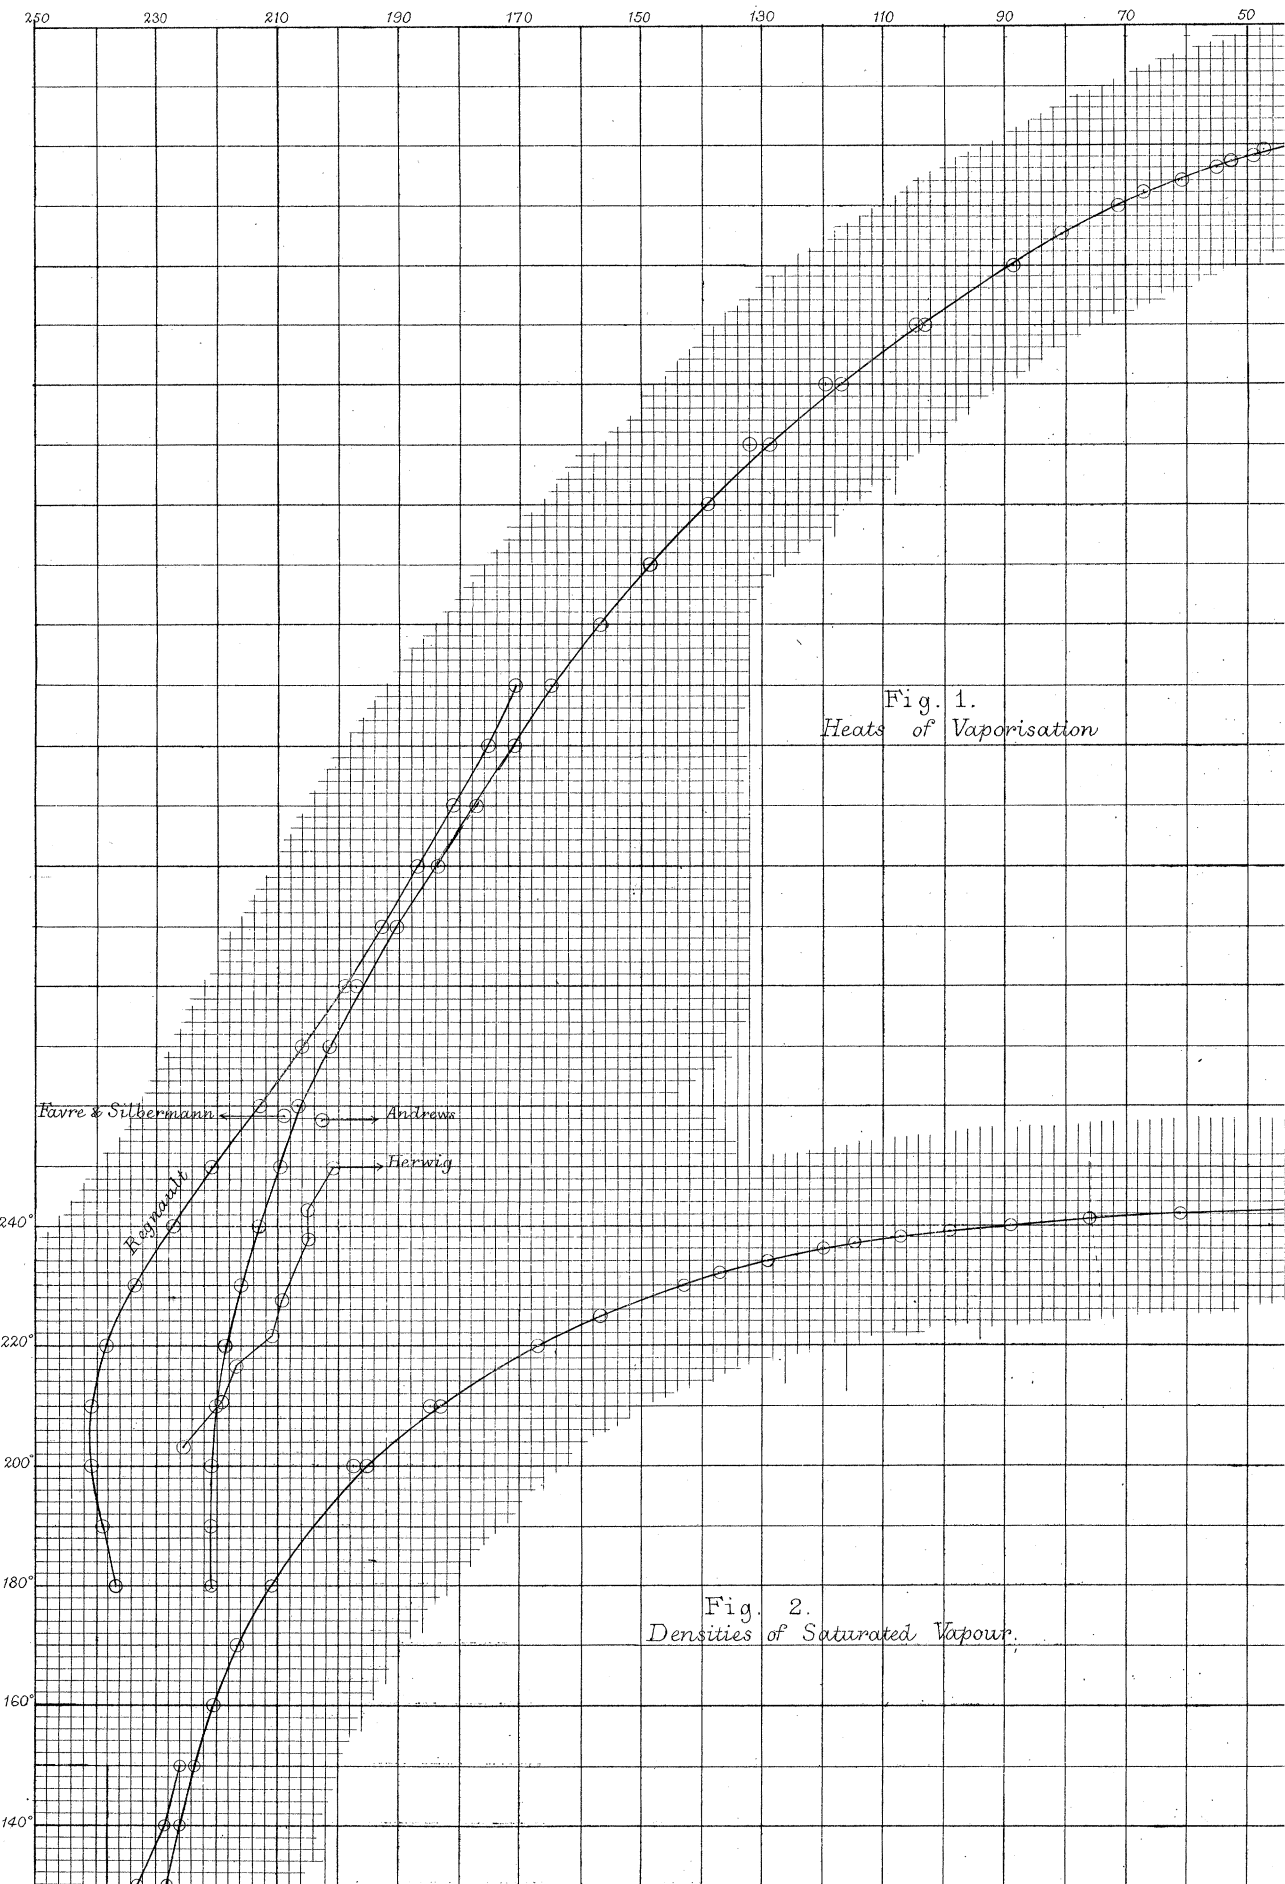 250 230 210 190 170 150 130 110 90 70 50
Fig. 1.
Heats of Vaporisation
Favre & Silbermann
Andrews
Herwig
Regnault
240°
220°
200°
180°
Fig. 2.
Densities of Saturated Vapour.
160°
140°